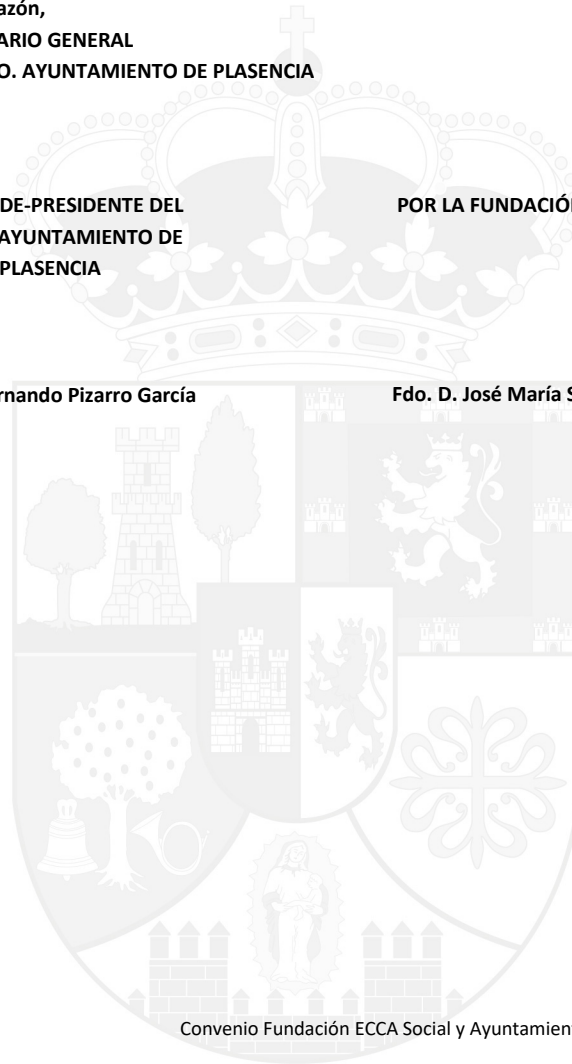 azón,
ARIO GENERAL
O. AYUNTAMIENTO DE PLASENCIA
DE-PRESIDENTE DEL
AYUNTAMIENTO DE
PLASENCIA
POR LA FUNDACIÓN
rnando Pizarro García
Fdo. D. José María S
Convenio Fundación ECCA Social y Ayuntamien